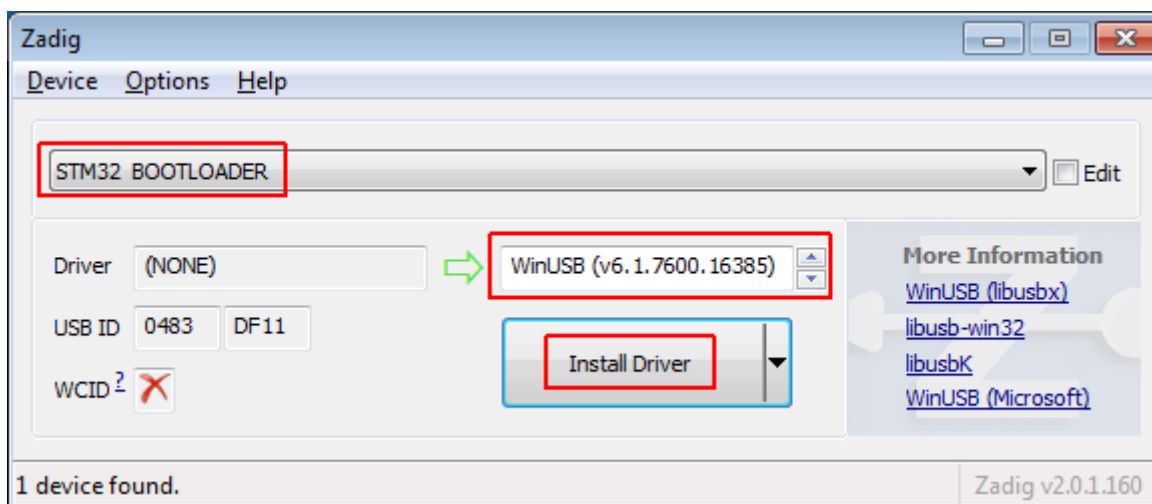 Zadig
Device Options Help
STM32 BOOTLOADER
Edit
Driver (NONE) WinUSB (v6.1.7600.16385)
USB ID 0483 DF11
WCID ?
Install Driver
More Information
WinUSB (libusbx)
libusb-win32
libusbK
WinUSB (Microsoft)
1 device found.
Zadig v2.0.1.160